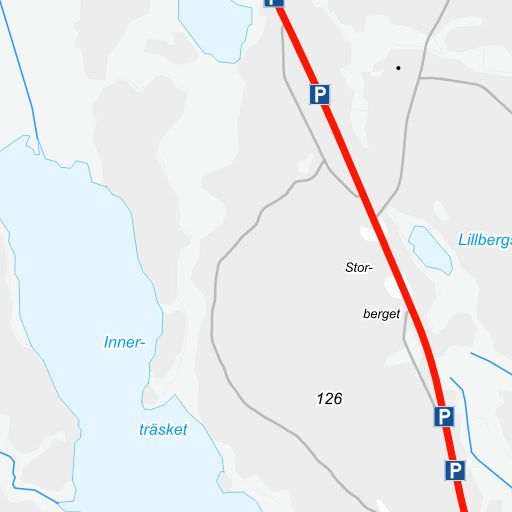 P
P
Lillbergs
Stor-
berget
Inner-
126
träsket
P
P